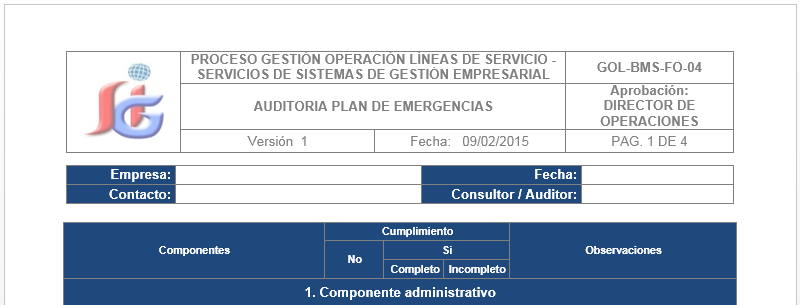 PROCESO GESTIÓN OPERACIÓN LÍNEAS DE SERVICIO -
SERVICIOS DE SISTEMAS DE GESTIÓN EMPRESARIAL
GOL-BMS-FO-04
SIG
AUDITORIA PLAN DE EMERGENCIAS
Aprobación:
DIRECTOR DE
OPERACIONES
Versión 1
Fecha: 09/02/2015
PAG. 1 DE 4
Empresa:
Fecha:
Contacto:
Consultor / Auditor:
Componentes
Cumplimiento
No
Si
Completo
Incompleto
Observaciones
1. Componente administrativo